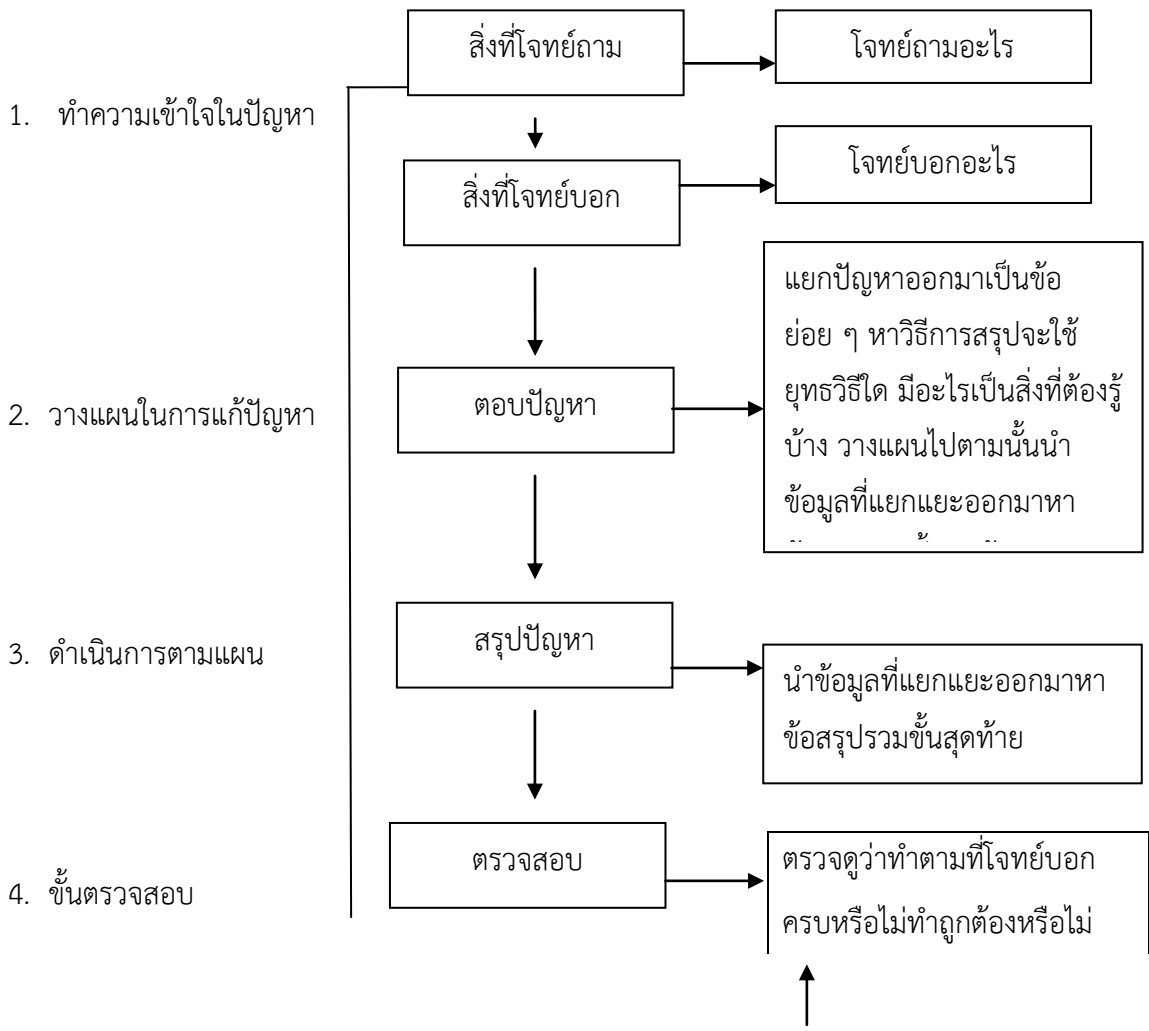 สิ่งที่โจทย์ถาม
โจทย์ถามอะไร
1. ทำความเข้าใจในปัญหา
สิ่งที่โจทย์บอก
โจทย์บอกอะไร
2. วางแผนในการแก้ปัญหา
ตอบปัญหา
แยกปัญหาออกมาเป็นข้อ
ย่อย ๆ หาวิธีการสรุปจะใช้
ยุทธวิธีใด มีอะไรเป็นสิ่งที่ต้องรู้
บ้าง วางแผนไปตามนั้นนำ
ข้อมูลที่แยกแยะออกมาหา
3. ดำเนินการตามแผน
สรุปปัญหา
นำข้อมูลที่แยกแยะออกมาหา
ข้อสรุปรวมขั้นสุดท้าย
4. ขั้นตรวจสอบ
ตรวจสอบ
ตรวจดูว่าทำตามที่โจทย์บอก
ครบหรือไม่ทำถูกต้องหรือไม่